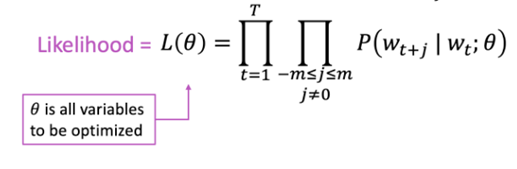 Likelihood = L(θ) = ∏ ∏ P(w_{t+j} | w_t; θ)
T
t=1 -m≤j≤m
j≠0
θ is all variables
to be optimized